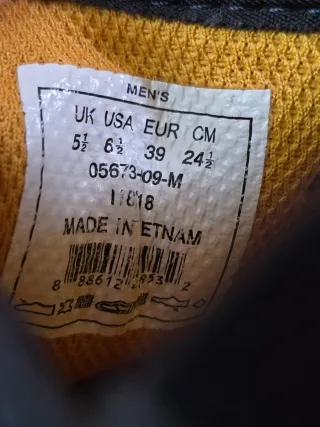 MEN'S
UK USA EUR CM
5½ 6½ 39 24½
05673-09-M
11818
MADE IN ETNAM